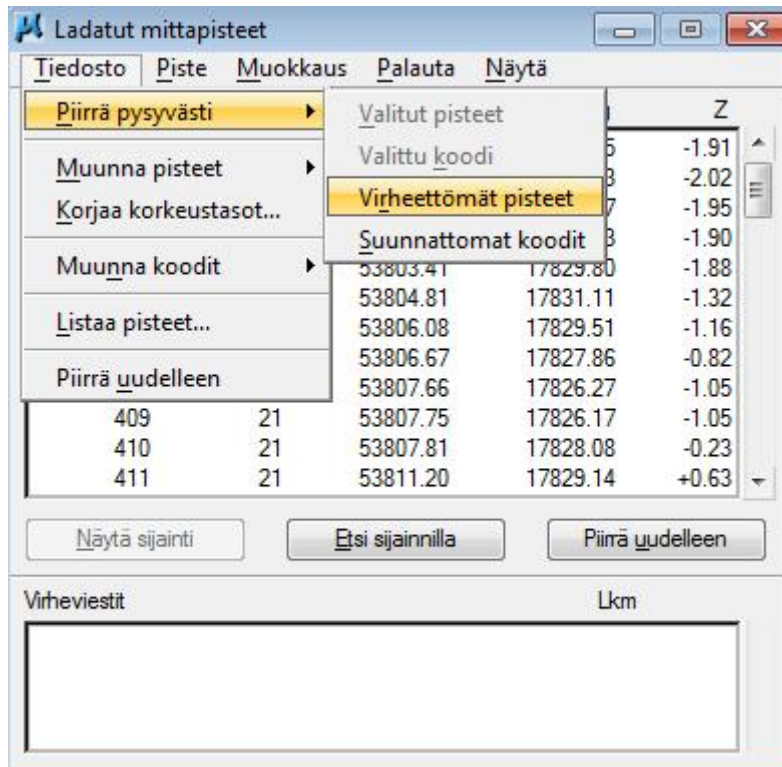 Ladatut mittapisteet
Tiedosto Piste Muokkaus Palauta Näytä
Piirrä pysyvästi
Muunna pisteet
Korjaa korkeustasot...
Muunna koodit
Listaa pisteet...
Piirrä uudelleen
Valitut pisteet
Valittu koodi
Virheettömät pisteet
Suunnattomat koodit
Z
-1.91
-2.02
-1.95
-1.90
53803.41 17829.80 -1.88
53804.81 17831.11 -1.32
53806.08 17829.51 -1.16
53806.67 17827.86 -0.82
53807.66 17826.27 -1.05
409 21 53807.75 17826.17 -1.05
410 21 53807.81 17828.08 -0.23
411 21 53811.20 17829.14 +0.63
Näytä sijainti Etsi sijainnilla Piirrä uudelleen
Virheviestit Lkm